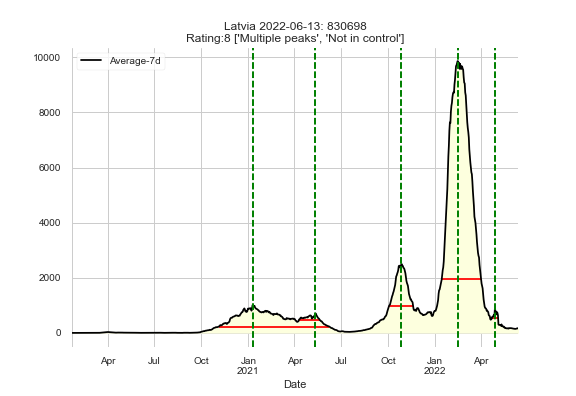 Latvia 2022-06-13: 830698
Rating:8 ['Multiple peaks', 'Not in control']
Average-7d
10000
8000
6000
4000
2000
0
Apr Jul Oct Jan Apr Jul Oct Jan Apr
2021 2022
Date